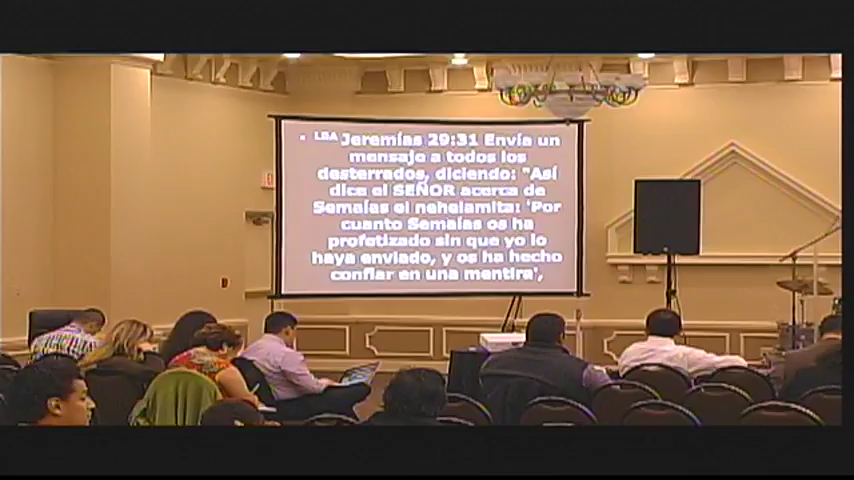 LBA Jeremías 29:31 Envía un
mensaje a todos los
desterrados, diciendo: "Así
dice el SEÑOR acerca de
Semaías el nehelamita: 'Por
cuanto Semaías os ha
profetizado sin que yo lo
haya enviado, y os ha hecho
confiar en una mentira',